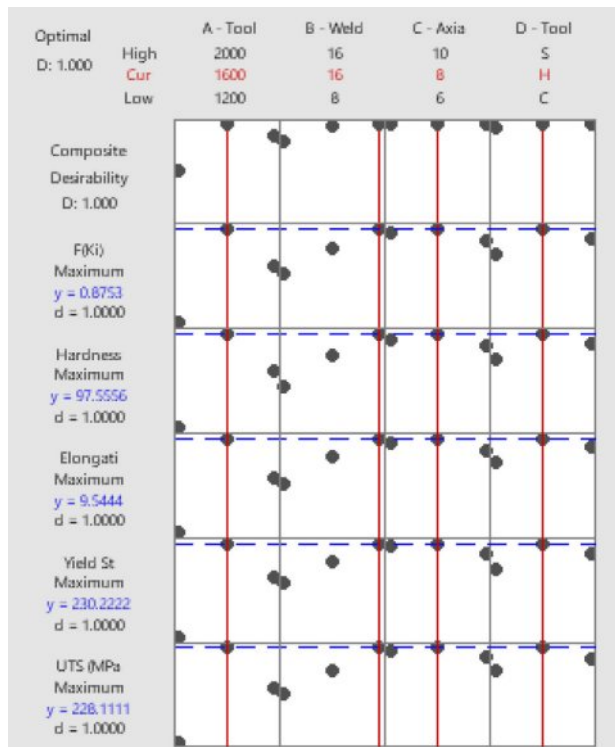 Optimal
D: 1.000
A - Tool B - Weld C - Axia D - Tool
High 2000 16 10 S
Cur 1600 16 8 H
Low 1200 8 6 C
Composite
Desirability
D: 1.000
F(Ki)
Maximum
y = 0.8753
d = 1.0000
Hardness
Maximum
y = 97.5556
d = 1.0000
Elongati
Maximum
y = 9.5444
d = 1.0000
Yield St
Maximum
y = 230.2222
d = 1.0000
UTS (MPa
Maximum
y = 228.1111
d = 1.0000